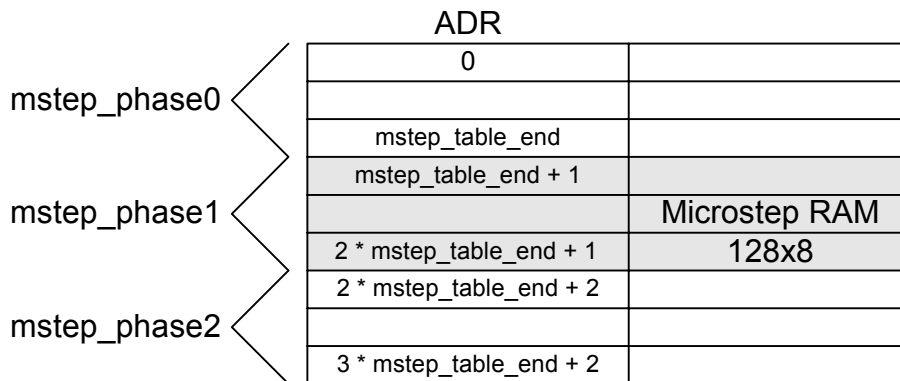 ADR
0
mstep_phase0
mstep_table_end
mstep_table_end + 1
mstep_phase1
Microstep RAM
2 * mstep_table_end + 1
128x8
2 * mstep_table_end + 2
mstep_phase2
3 * mstep_table_end + 2